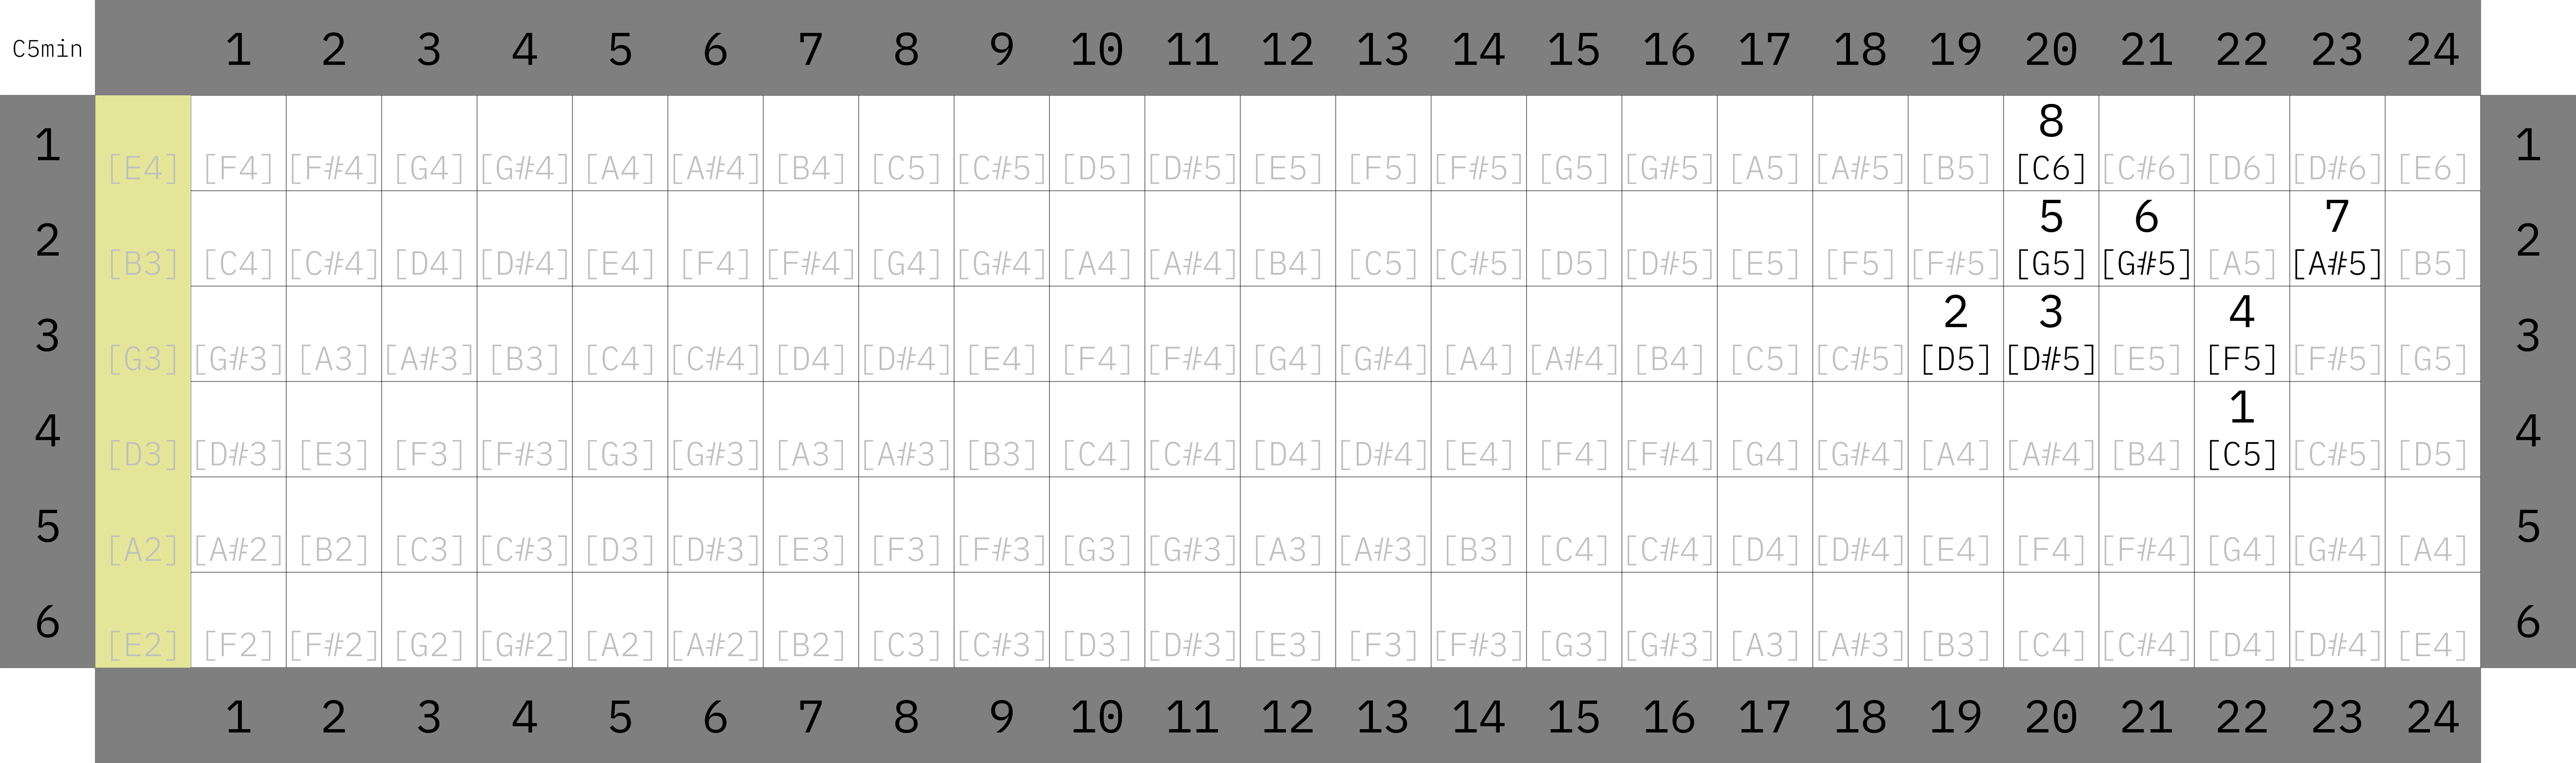 C5min 1 2 3 4 5 6 7 8 9 10 11 12 13 14 15 16 17 18 19 20 21 22 23 24
8
1 [E4] [F4] [F#4] [G4] [G#4] [A4] [A#4] [B4] [C5] [C#5] [D5] [D#5] [E5] [F5] [F#5] [G5] [G#5] [A5] [A#5] [B5] [C6] [C#6] [D6] [D#6] [E6] 1
5 6 7
2 [B3] [C4] [C#4] [D4] [D#4] [E4] [F4] [F#4] [G4] [G#4] [A4] [A#4] [B4] [C5] [C#5] [D5] [D#5] [E5] [F5] [F#5] [G5] [G#5] [A5] [A#5] [B5] 2
2 3 4
3 [G3] [G#3] [A3] [A#3] [B3] [C4] [C#4] [D4] [D#4] [E4] [F4] [F#4] [G4] [G#4] [A4] [A#4] [B4] [C5] [C#5] [D5] [D#5] [E5] [F5] [F#5] [G5] 3
1
4 [D3] [D#3] [E3] [F3] [F#3] [G3] [G#3] [A3] [A#3] [B3] [C4] [C#4] [D4] [D#4] [E4] [F4] [F#4] [G4] [G#4] [A4] [A#4] [B4] [C5] [C#5] [D5] 4
5 [A2] [A#2] [B2] [C3] [C#3] [D3] [D#3] [E3] [F3] [F#3] [G3] [G#3] [A3] [A#3] [B3] [C4] [C#4] [D4] [D#4] [E4] [F4] [F#4] [G4] [G#4] [A4] 5
6 [E2] [F2] [F#2] [G2] [G#2] [A2] [A#2] [B2] [C3] [C#3] [D3] [D#3] [E3] [F3] [F#3] [G3] [G#3] [A3] [A#3] [B3] [C4] [C#4] [D4] [D#4] [E4] 6
1 2 3 4 5 6 7 8 9 10 11 12 13 14 15 16 17 18 19 20 21 22 23 24